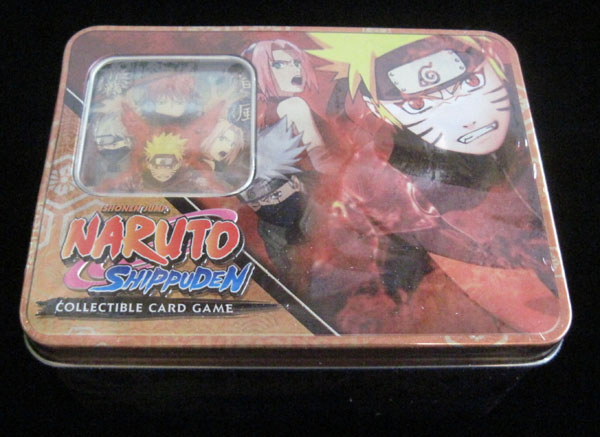 SHONEN JUMP
NARUTO
SHIPPUDEN
COLLECTIBLE CARD GAME